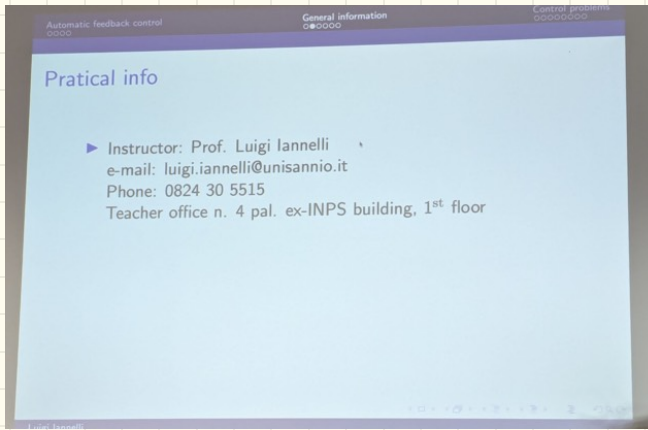 Automatic feedback control
General information
Control problems
Pratical info
Instructor: Prof. Luigi Iannelli
e-mail: luigi.iannelli@unisannio.it
Phone: 0824 30 5515
Teacher office n. 4 pal. ex-INPS building, 1st floor
Luigi Iannelli